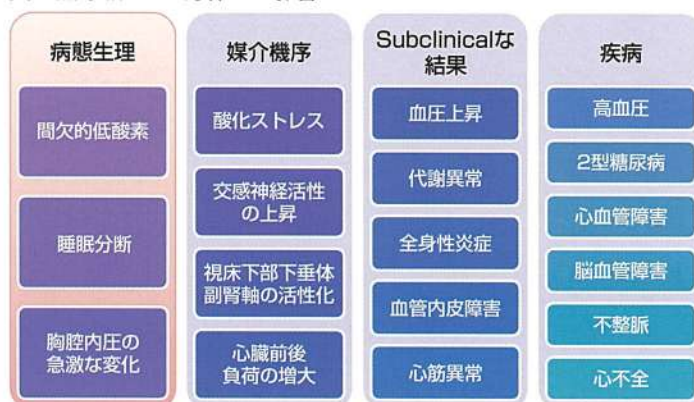 病態生理
間欠的低酸素
睡眠分断
胸腔内圧の
急激な変化
媒介機序
酸化ストレス
交感神経活性
の上昇
視床下部下垂体
副腎軸の活性化
心臓前後
負荷の増大
Subclinicalな
結果
血圧上昇
代謝異常
全身性炎症
血管内皮障害
心筋異常
疾病
高血圧
2型糖尿病
心血管障害
脳血管障害
不整脈
心不全